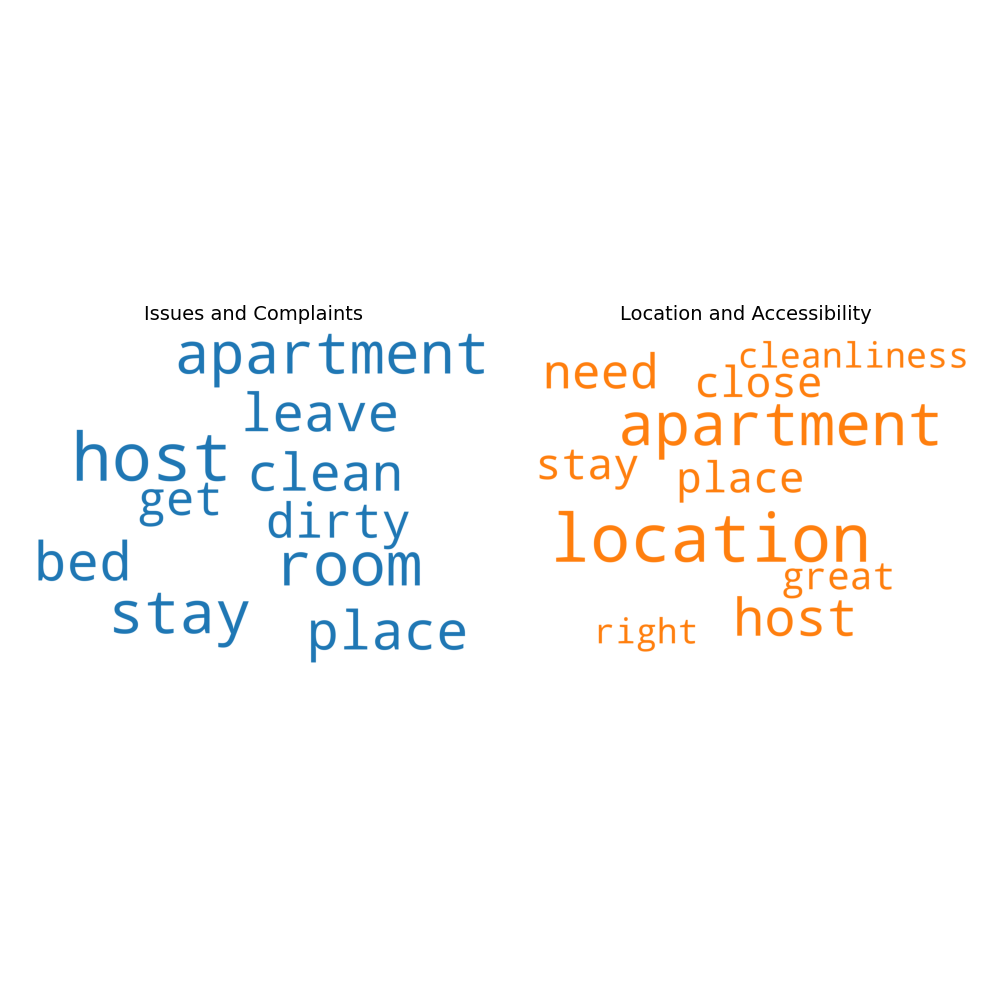 Issues and Complaints
apartment
leave
host
clean
get
dirty
bed
room
stay
place
Location and Accessibility
cleanliness
need
close
apartment
stay
place
location
great
host
right